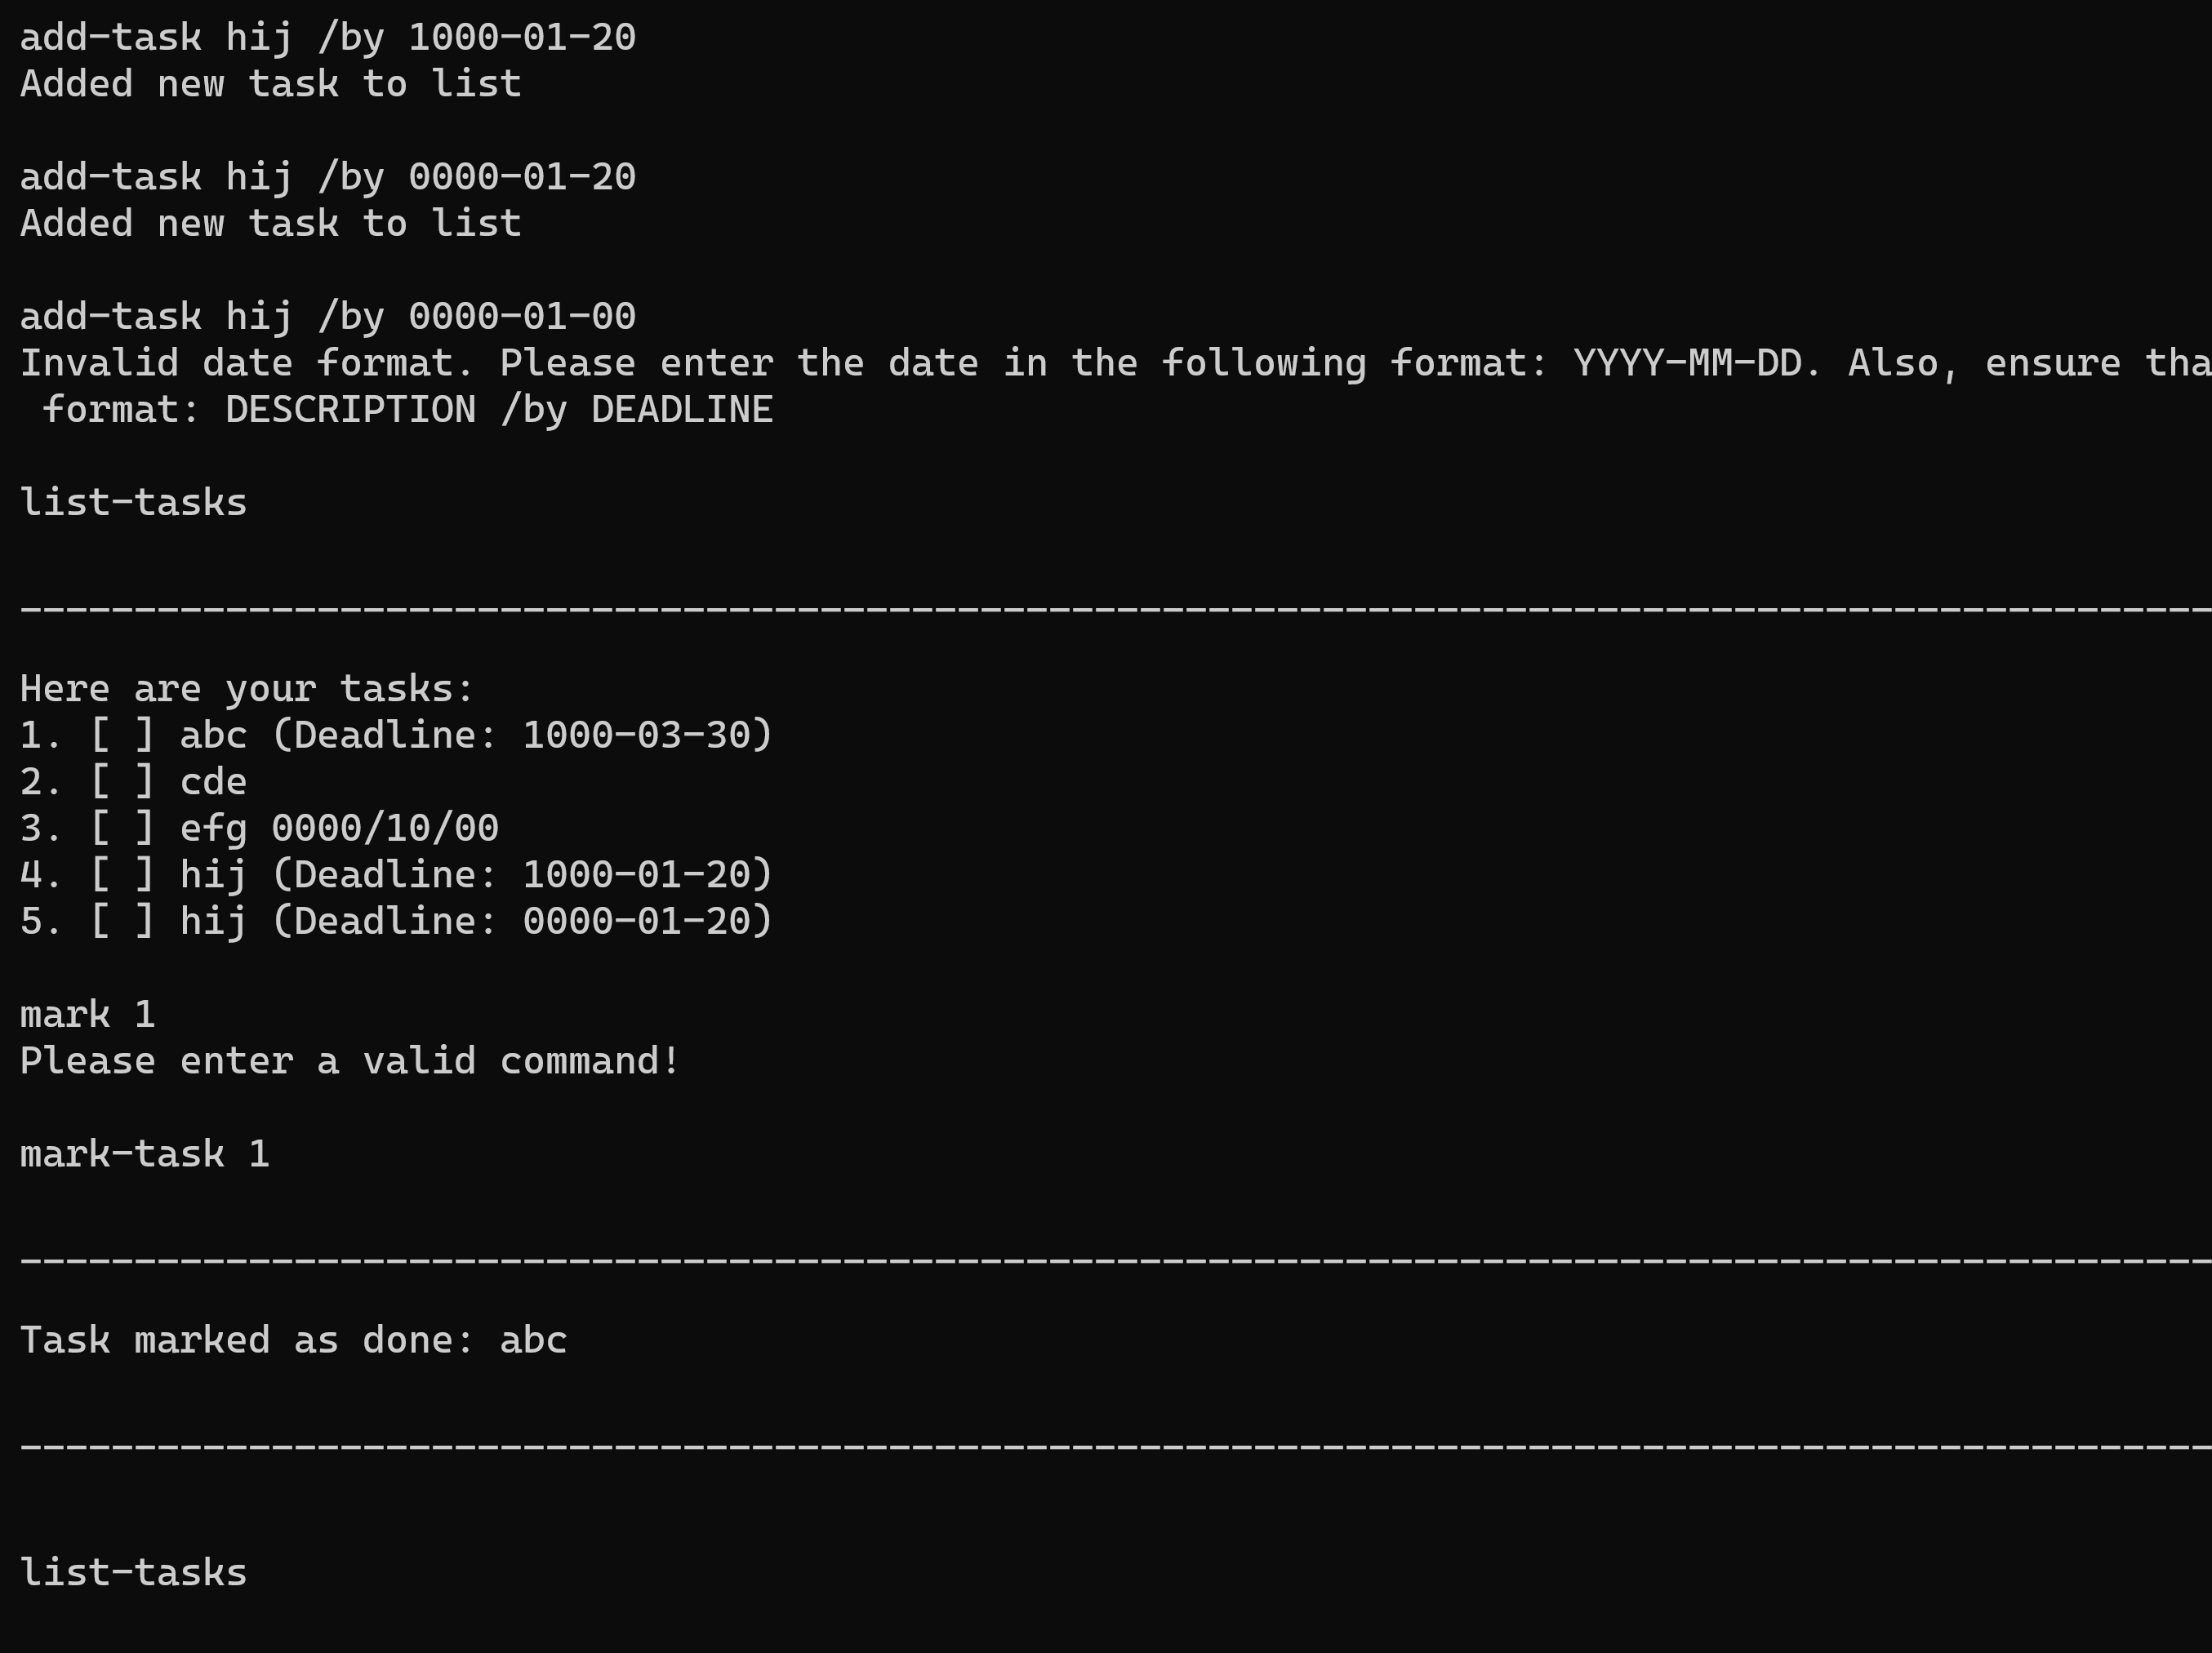 add-task hij /by 1000-01-20
Added new task to list
add-task hij /by 0000-01-20
Added new task to list
add-task hij /by 0000-01-00
Invalid date format. Please enter the date in the following format: YYYY-MM-DD. Also, ensure tha
format: DESCRIPTION /by DEADLINE
list-tasks
------------------------------------------------------------------------------------------------
Here are your tasks:
1. [ ] abc (Deadline: 1000-03-30)
2. [ ] cde
3. [ ] efg 0000/10/00
4. [ ] hij (Deadline: 1000-01-20)
5. [ ] hij (Deadline: 0000-01-20)
mark 1
Please enter a valid command!
mark-task 1
------------------------------------------------------------------------------------------------
Task marked as done: abc
------------------------------------------------------------------------------------------------
list-tasks